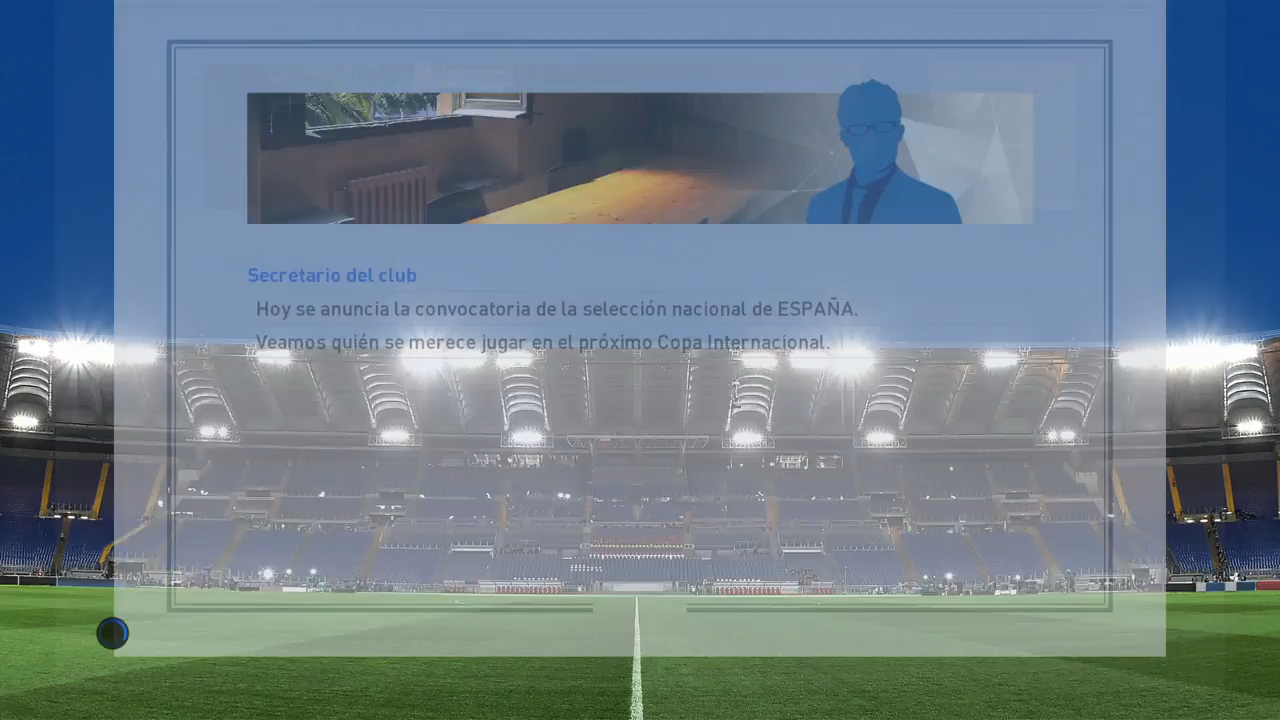 Secretario del club
Hoy se anuncia la convocatoria de la selección nacional de ESPAÑA.
Veamos quién se merece jugar en el próximo Copa Internacional.